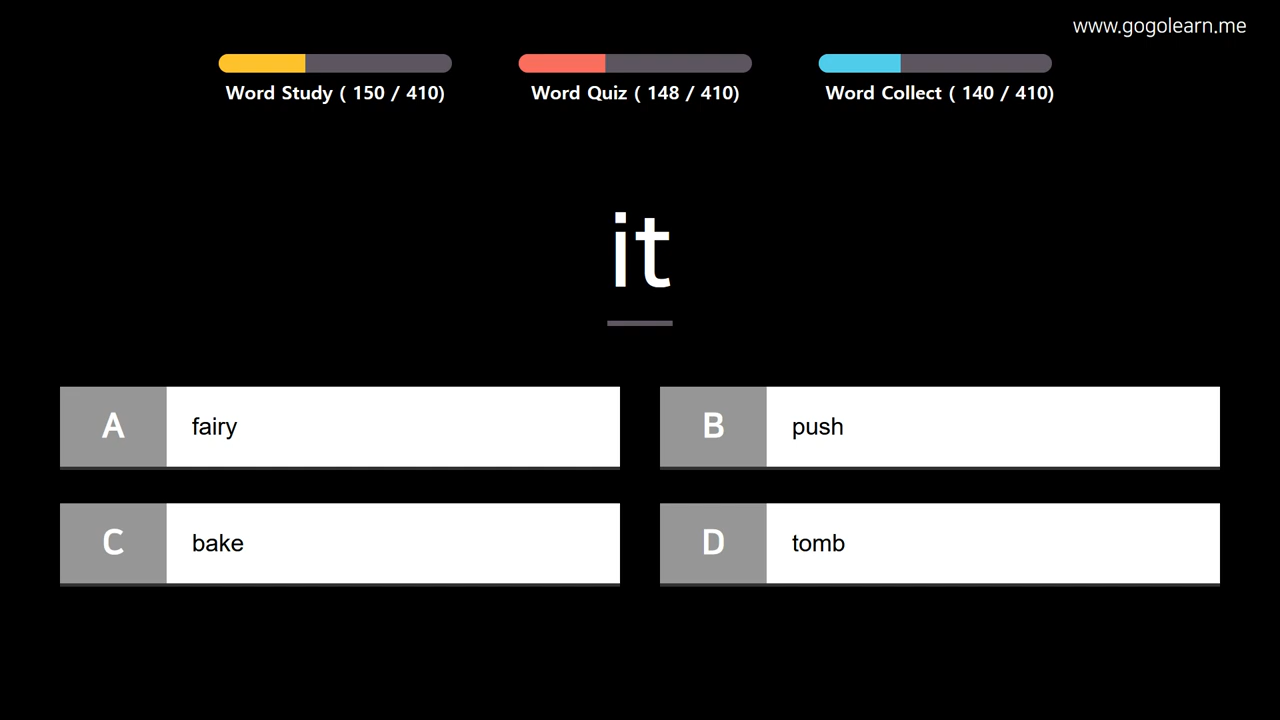 www.gogolearn.me
Word Study ( 150 / 410)
Word Quiz ( 148 / 410)
Word Collect ( 140 / 410)
it
A fairy
B push
C bake
D tomb